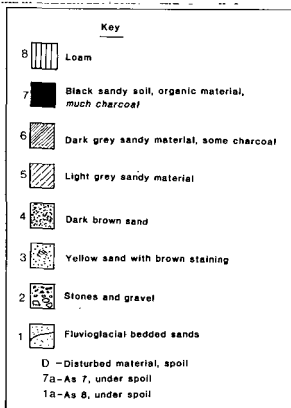 Key
8 Loam
7 Black sandy soil, organic material,
much charcoal
6 Dark grey sandy material, some charcoal
5 Light grey sandy material
4 Dark brown sand
3 Yellow sand with brown staining
2 Stones and gravel
1 Fluvioglacial bedded sands
D -Disturbed material, spoil
7a-As 7, under spoil
1a-As 8, under spoil